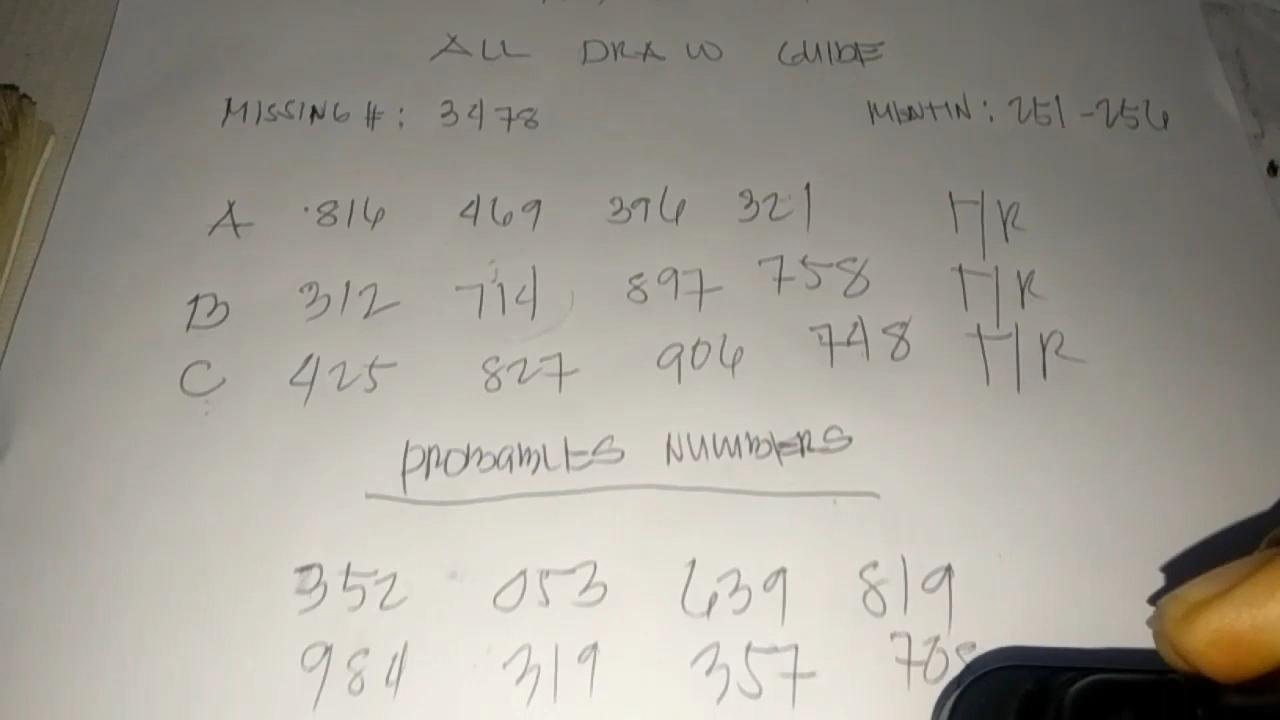 ALL DRAW GUIDE
MISSING #: 3478 MENTIN: 251-256
A 816 469 396 321 T/R
B 312 714 897 758 T/R
C 425 827 906 748 T/R
PROBABLES NUMBERS
352 053 639 819
984 319 357